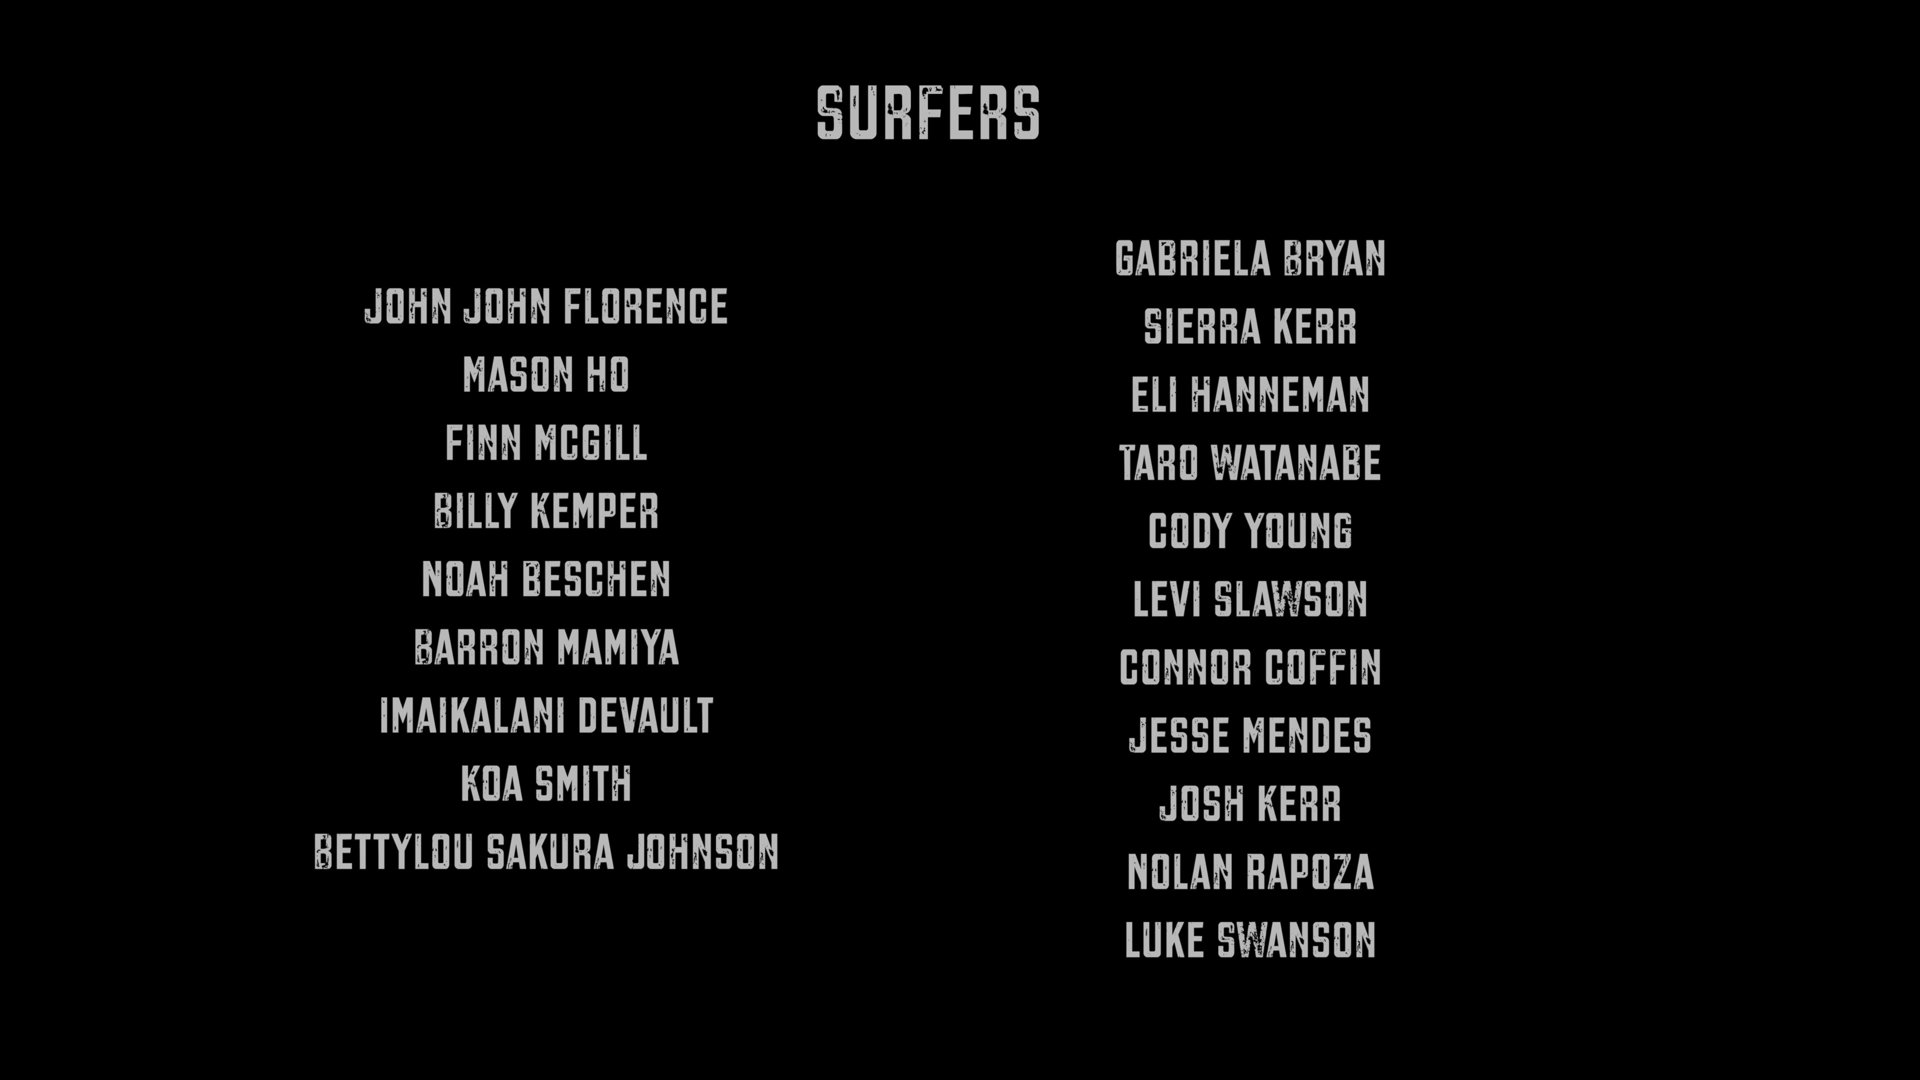 SURFERS
JOHN JOHN FLORENCE
MASON HO
FINN MCGILL
BILLY KEMPER
NOAH BESCHEN
BARRON MAMIYA
IMAIKALANI DEVAULT
KOA SMITH
BETTYLOU SAKURA JOHNSON
GABRIELA BRYAN
SIERRA KERR
ELI HANNEMAN
TARO WATANABE
CODY YOUNG
LEVI SLAWSON
CONNOR COFFIN
JESSE MENDES
JOSH KERR
NOLAN RAPOZA
LUKE SWANSON